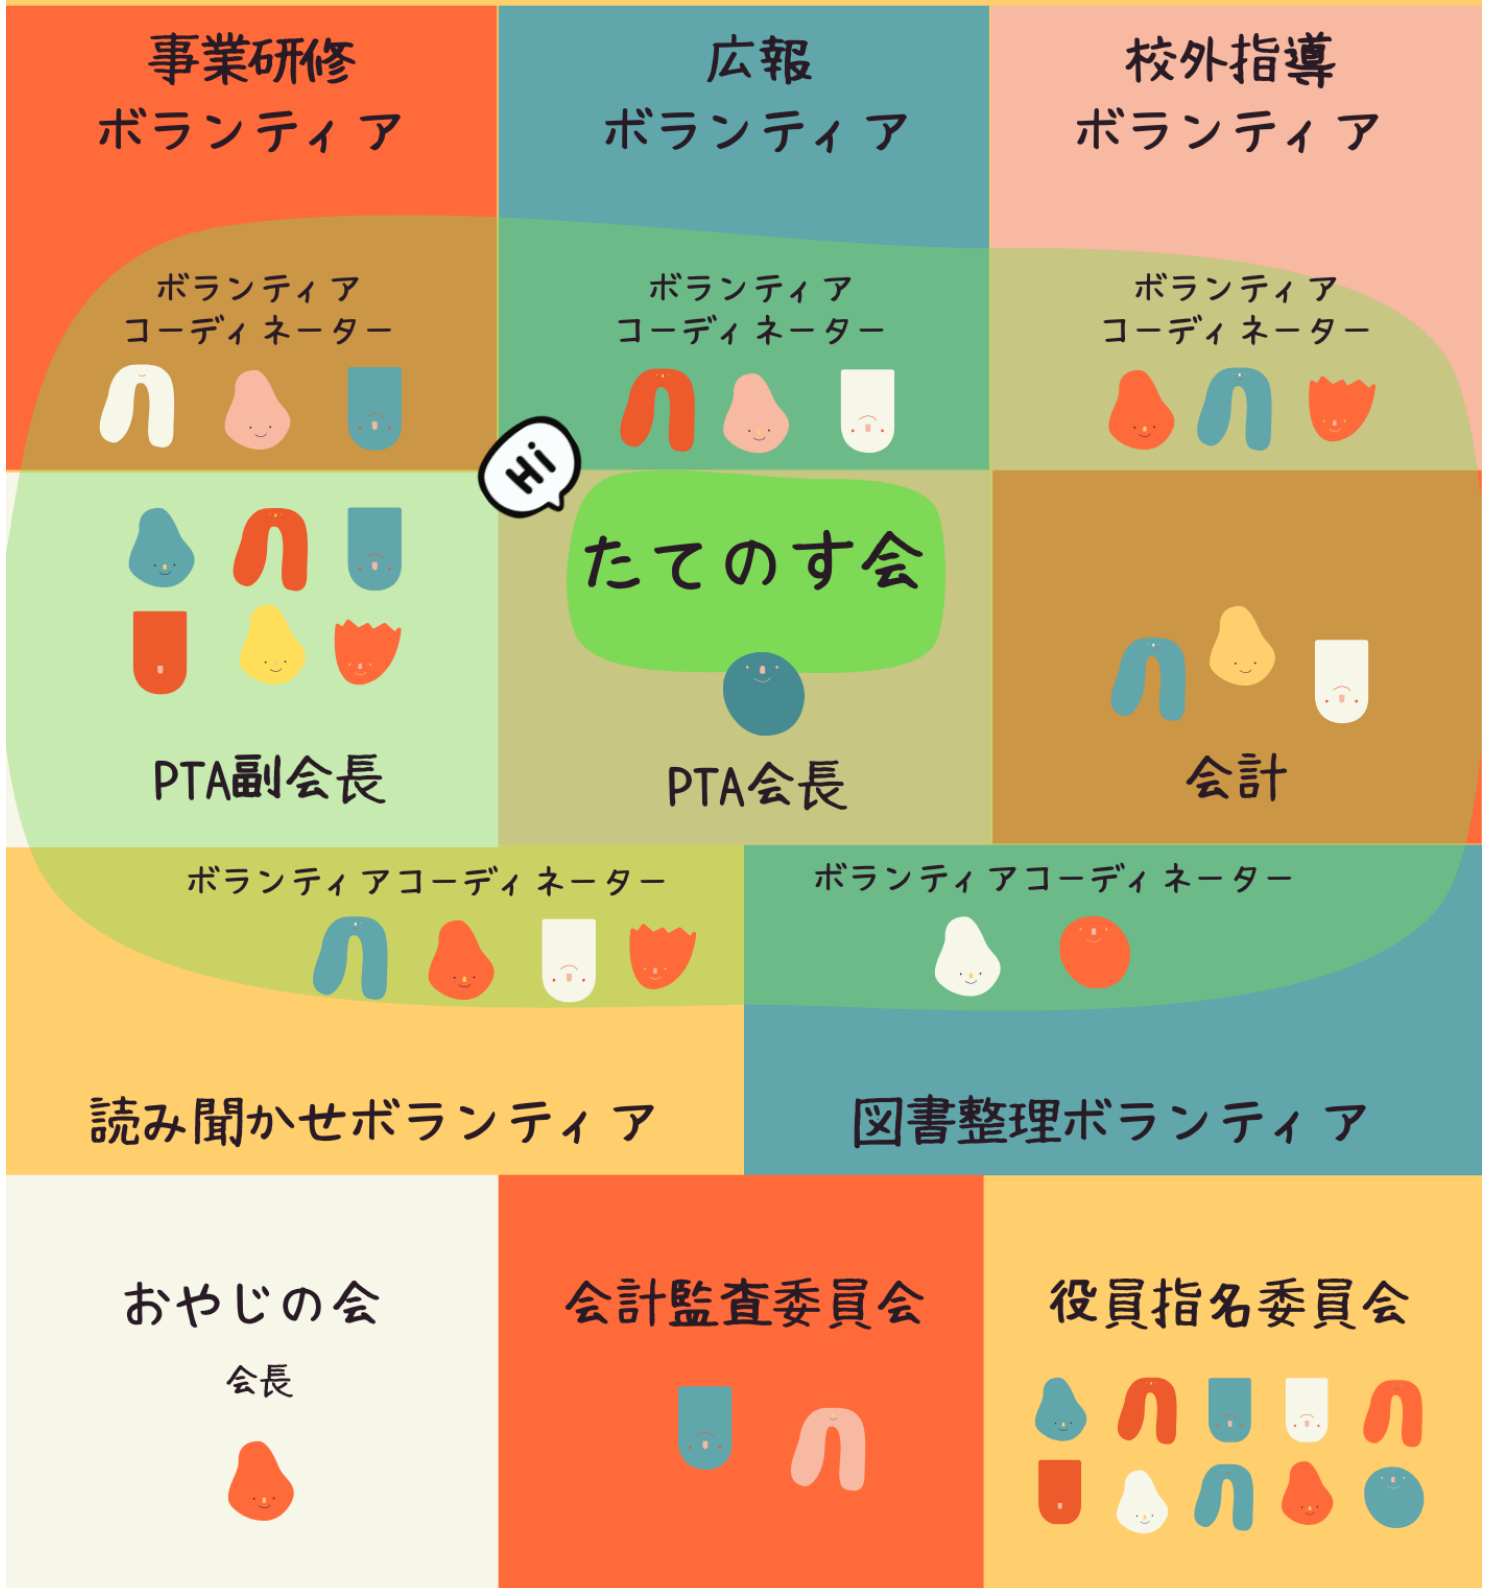 事業研修
ボランティア
広報
ボランティア
校外指導
ボランティア
ボランティア
コーディネーター
ボランティア
コーディネーター
ボランティア
コーディネーター
Hi
たてのす会
PTA副会長
PTA会長
会計
ボランティアコーディネーター
ボランティアコーディネーター
読み聞かせボランティア
図書整理ボランティア
おやじの会
会長
会計監査委員会
役員指名委員会